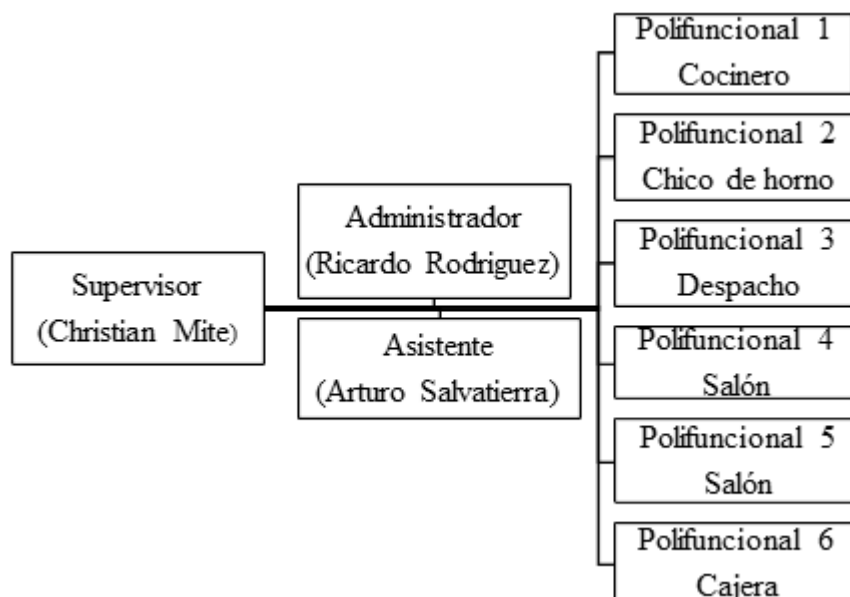 Supervisor
(Christian Mite)
Administrador
(Ricardo Rodriguez)
Asistente
(Arturo Salvatierra)
Polifuncional 1
Cocinero
Polifuncional 2
Chico de horno
Polifuncional 3
Despacho
Polifuncional 4
Salón
Polifuncional 5
Salón
Polifuncional 6
Cajera